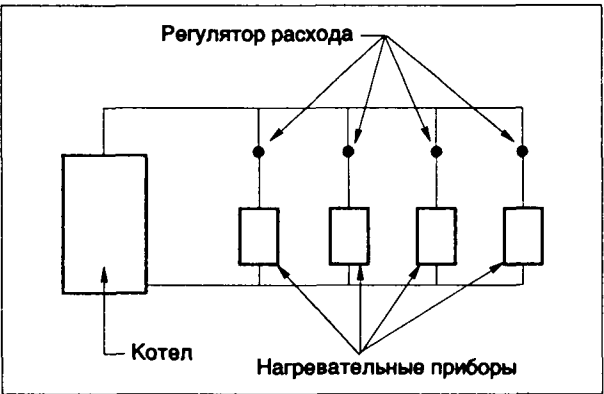 Регулятор расхода
Котел
Нагревательные приборы